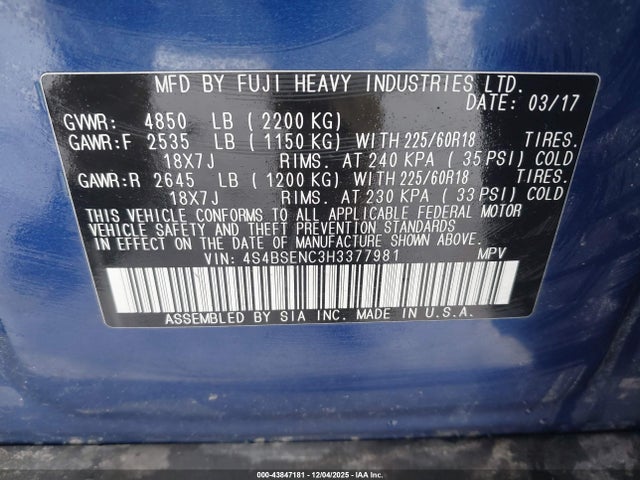 MFD BY FUJI HEAVY INDUSTRIES LTD.
DATE: 03/17
GVWR: 4850 LB (2200 KG)
GAWR:F 2535 LB (1150 KG) WITH 225/60R18 TIRES.
18X7J RIMS. AT 240 KPA (35 PSI) COLD
GAWR:R 2645 LB (1200 KG) WITH 225/60R18 TIRES.
18X7J RIMS. AT 230 KPA (33 PSI) COLD
THIS VEHICLE CONFORMS TO ALL APPLICABLE FEDERAL MOTOR
VEHICLE SAFETY AND THEFT PREVENTION STANDARDS
IN EFFECT ON THE DATE OF MANUFACTURE SHOWN ABOVE.
VIN: 4S4BSENC3H3377981 MPV
ASSEMBLED BY SIA INC. MADE IN U.S.A.
000-43847181 - 12/04/2025 - IAA Inc.